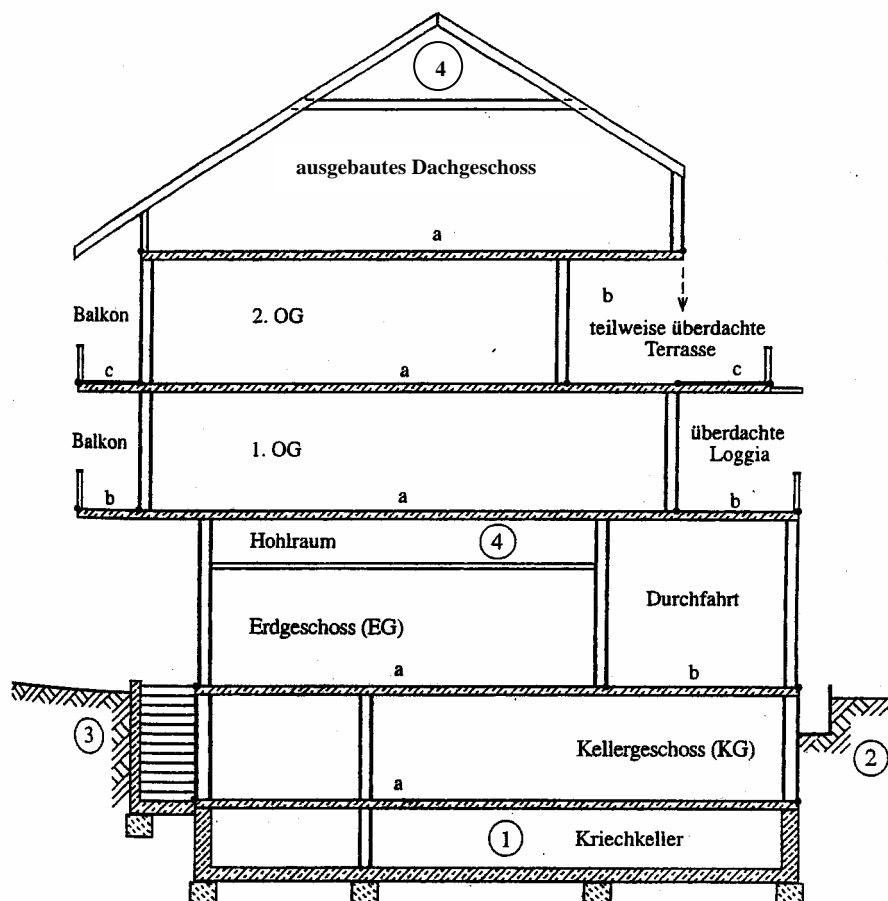 4
ausgebautes Dachgeschoss
a
Balkon
2. OG
b
teilweise überdachte
Terrasse
c
a
c
Balkon
1. OG
überdachte
Loggia
b
a
b
Hohlraum
4
Durchfahrt
Erdgeschoss (EG)
a
b
3
Kellergeschoss (KG)
2
a
1
Kriechkeller